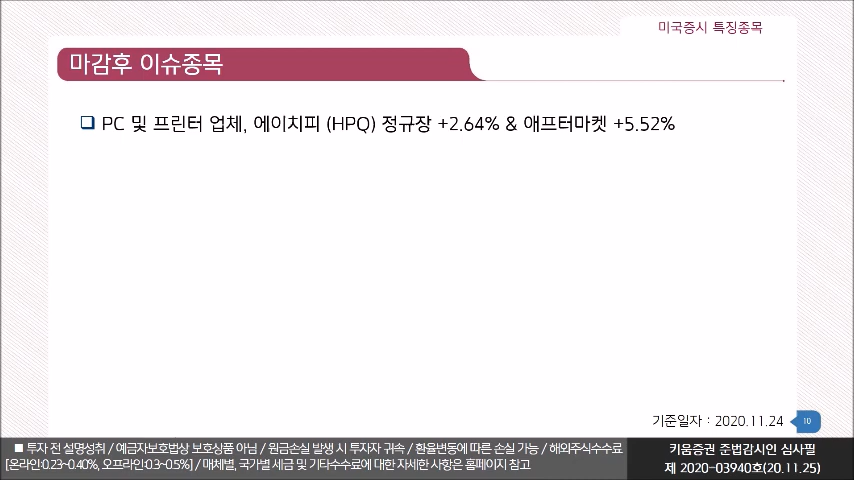 미국증시 특징종목
마감후 이슈종목
❑ PC 및 프린터 업체, 에이치피 (HPQ) 정규장 +2.64% & 애프터마켓 +5.52%
기준일자 : 2020.11.24
10
■ 투자 전 설명청취 / 예금자보호법상 보호상품 아님 / 원금손실 발생 시 투자자 귀속 / 환율변동에 따른 손실 가능 / 해외주식수수료
[온라인:0.23~0.40%, 오프라인:0.3~0.5%] / 매체별, 국가별 세금 및 기타수수료에 대한 자세한 사항은 홈페이지 참고
키움증권 준법감시인 심사필
제 2020-03940호(20.11.25)